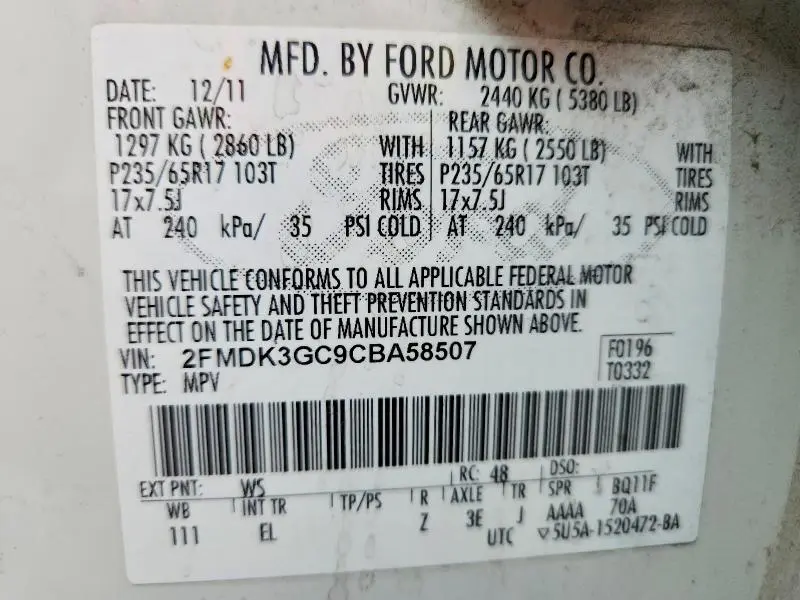 MFD. BY FORD MOTOR CO.
DATE: 12/11 GVWR: 2440 KG ( 5380 LB)
FRONT GAWR: REAR GAWR:
1297 KG ( 2860 LB) WITH 1157 KG ( 2550 LB) WITH
P235/65R17 103T TIRES P235/65R17 103T TIRES
17x7.5J RIMS 17x7.5J RIMS
AT 240 kPa/ 35 PSI COLD AT 240 kPa/ 35 PSI COLD
THIS VEHICLE CONFORMS TO ALL APPLICABLE FEDERAL MOTOR
VEHICLE SAFETY AND THEFT PREVENTION STANDARDS IN
EFFECT ON THE DATE OF MANUFACTURE SHOWN ABOVE.
VIN: 2FMDK3GC9CBA58507 F0196
TYPE: MPV T0332
EXT PNT: WS RC: 48 DSO:
WB INT TR TP/PS R AXLE TR SPR BQ11F
111 EL Z 3E J AAAA 70A
UTC ▽5U5A-1520472-BA